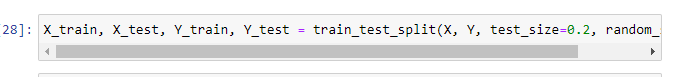 28]: X_train, X_test, Y_train, Y_test = train_test_split(X, Y, test_size=0.2, random_